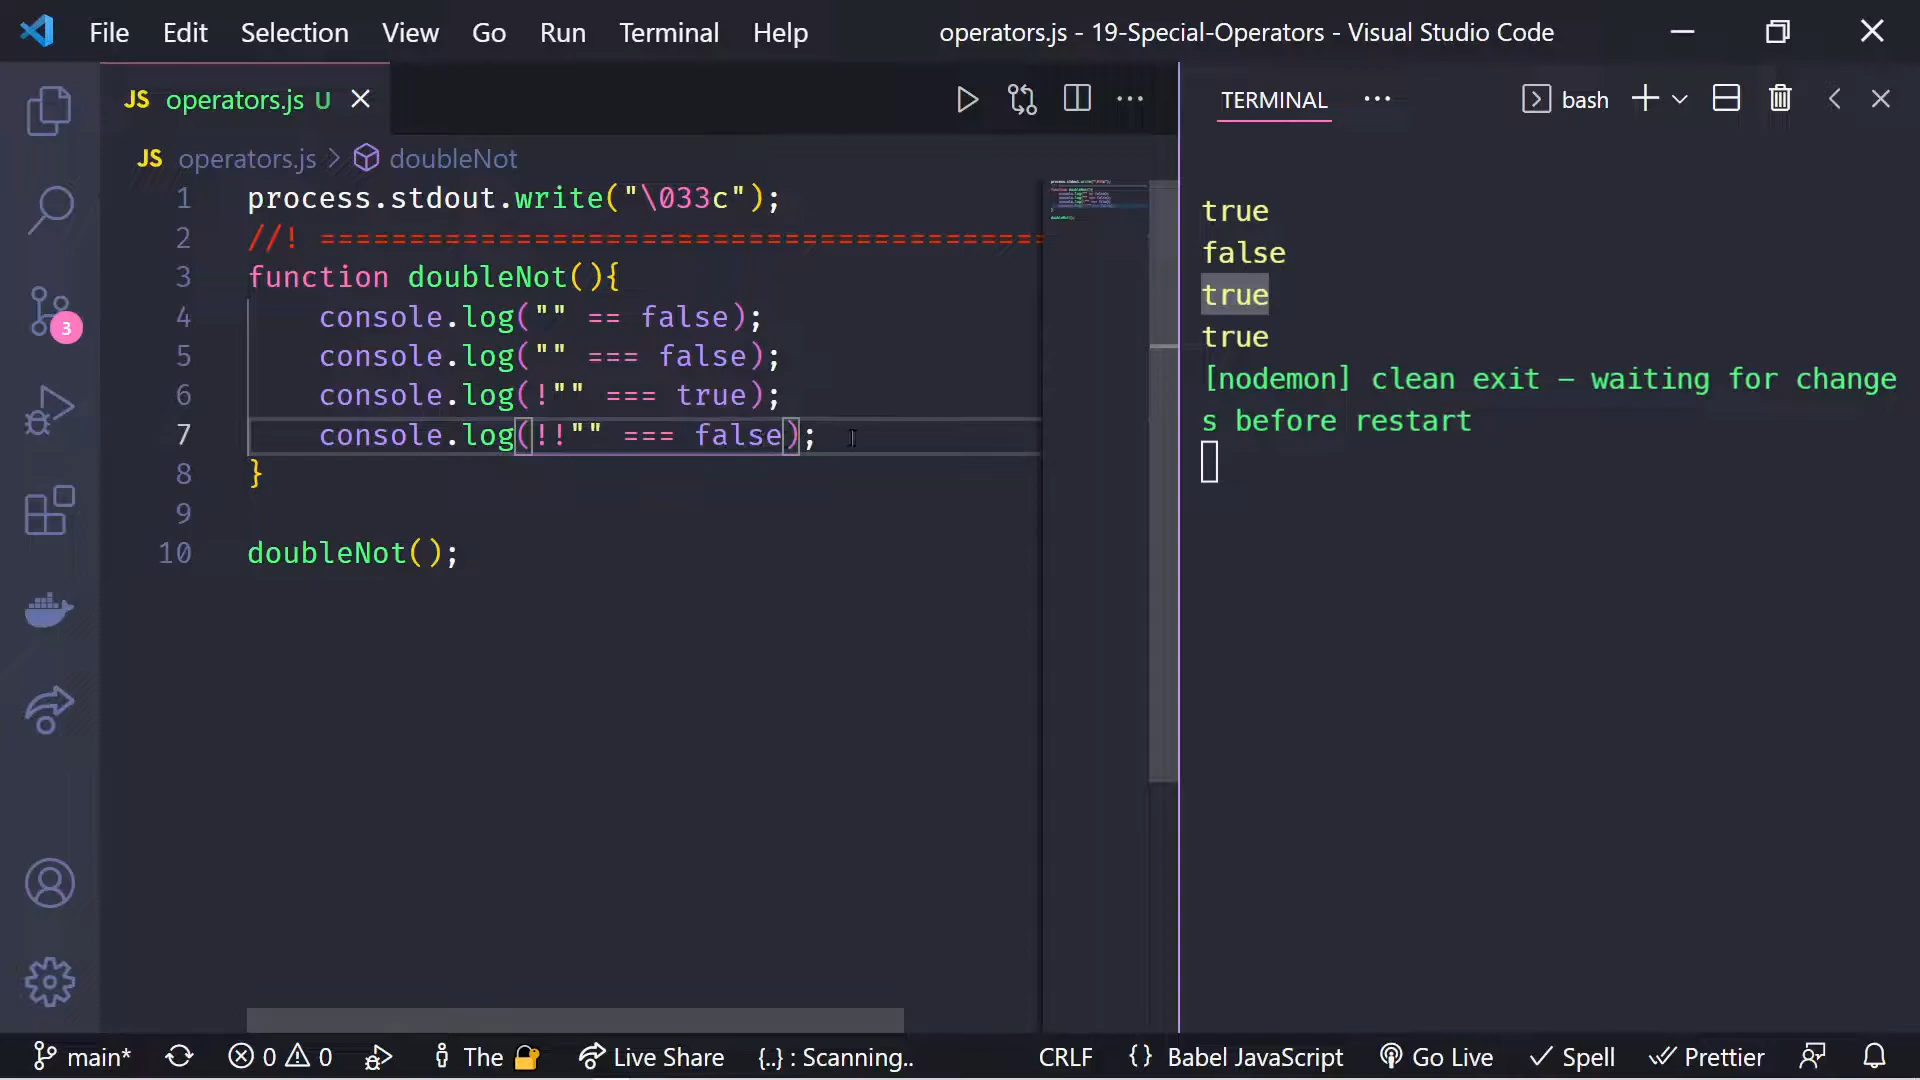 File Edit Selection View Go Run Terminal Help operators.js - 19-Special-Operators - Visual Studio Code
JS operators.js U
TERMINAL ··· bash
JS operators.js > doubleNot
1 process.stdout.write("\033c");
2 //! =========================================
3 function doubleNot(){
4 console.log("" == false);
5 console.log("" === false);
6 console.log(!"" === true);
7 console.log(!!"" === false);
8 }
9
10 doubleNot();
true
false
true
true
[nodemon] clean exit – waiting for change
s before restart
3
main* 0 0 The Live Share {..} : Scanning.. CRLF {} Babel JavaScript Go Live Spell Prettier